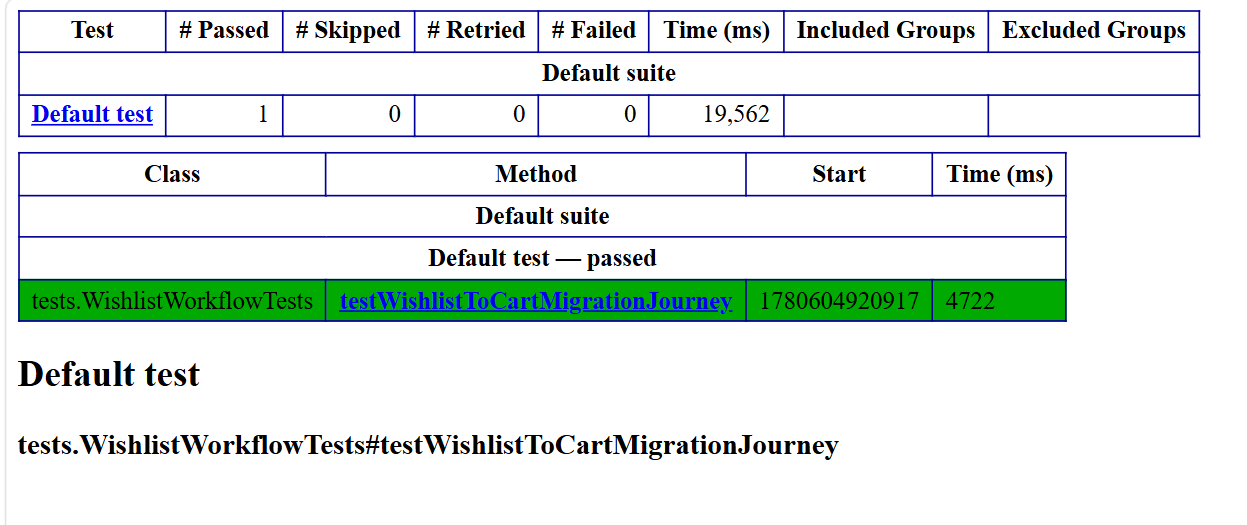 Test # Passed # Skipped # Retried # Failed Time (ms) Included Groups Excluded Groups
Default suite
Default test 1 0 0 0 19,562
Class Method Start Time (ms)
Default suite
Default test — passed
tests.WishlistWorkflowTests testWishlistToCartMigrationJourney 1780604920917 4722
Default test
tests.WishlistWorkflowTests#testWishlistToCartMigrationJourney